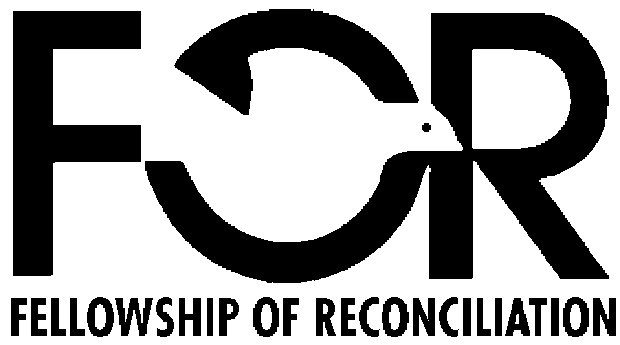 FOR
FELLOWSHIP OF RECONCILIATION